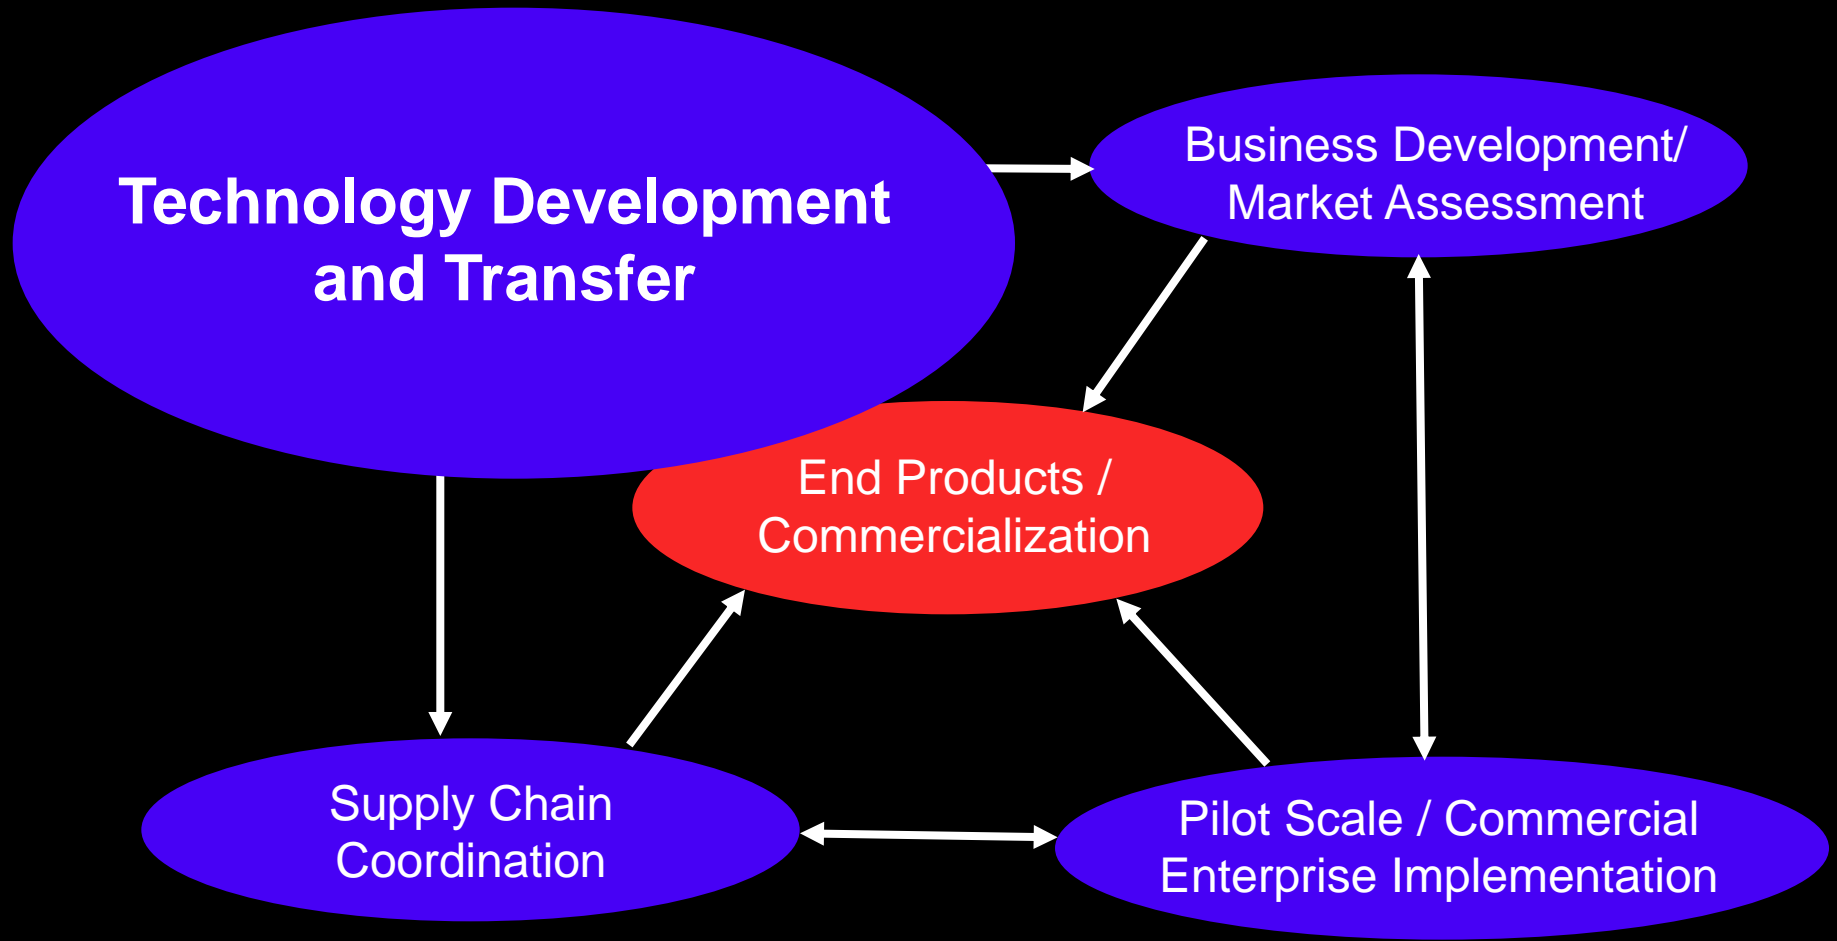 Technology Development
and Transfer
Business Development/
Market Assessment
End Products /
Commercialization
Supply Chain
Coordination
Pilot Scale / Commercial
Enterprise Implementation